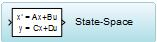 x' = Ax+Bu
y = Cx+Du
State-Space